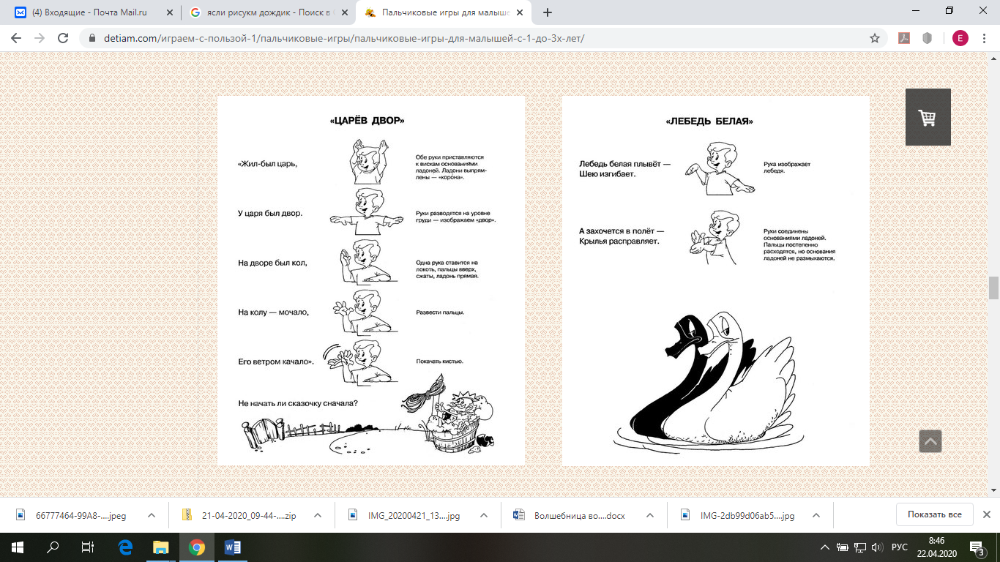 (4) Входящие - Почта Mail.ru
ясли рисукм дождик - Поиск в
Пальчиковые игры для малыше
detiam.com/играем-с-пользой-1/пальчиковые-игры/пальчиковые-игры-для-малышей-с-1-до-3х-лет/
E
«ЦАРЁВ ДВОР»
«Жил-был царь,
Обе руки приставляются
к вискам основаниями
ладоней. Ладони выпрям-
лены — «корона».
У царя был двор.
Руки разводятся на уровне
груди — изображаем «двор».
На дворе был кол,
Одна рука ставится на
локоть, пальцы вверх,
сжаты, ладонь прямая.
На колу — мочало,
Развести пальцы.
Его ветром качало».
Покачать кистью.
Не начать ли сказочку сначала?
«ЛЕБЕДЬ БЕЛАЯ»
Лебедь белая плывёт —
Шею изгибает.
Рука изображает
лебедя.
А захочется в полёт —
Крылья расправляет.
Руки соединены
основаниями ладоней.
Пальцы постепенно
расходятся, но основания
ладоней не размыкаются.
66777464-99A8-....jpeg
21-04-2020_09-44-....zip
IMG_20200421_13....jpg
Волшебница во....docx
IMG-2db99d06ab5....jpg
Показать все
РУС
8:46
22.04.2020
3